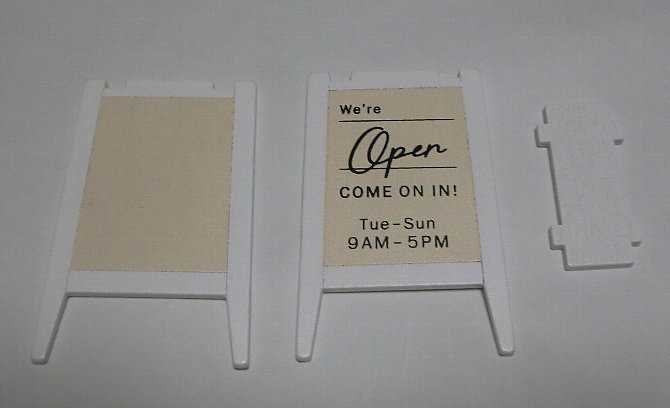 We're
Open
COME ON IN!
Tue-Sun
9AM-5PM